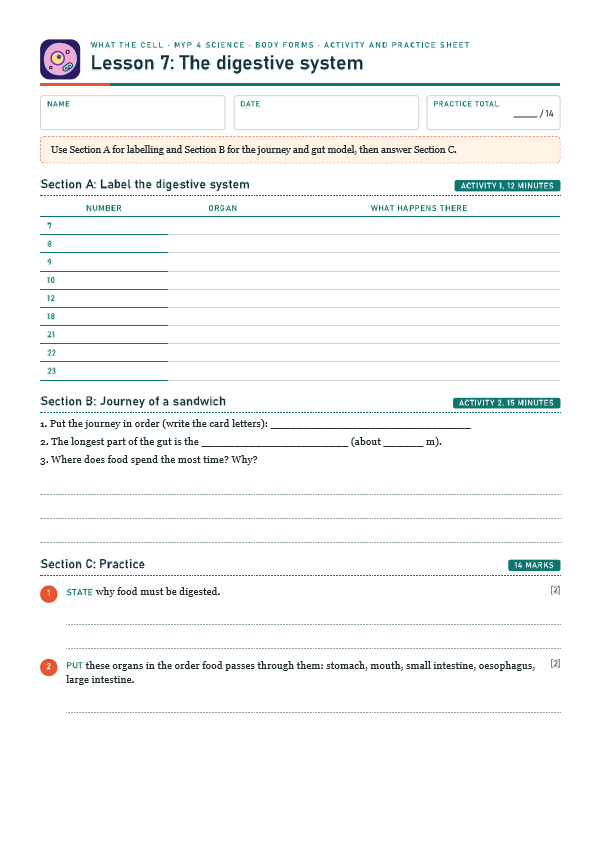 WHAT THE CELL · MYP 4 SCIENCE · BODY FORMS · ACTIVITY AND PRACTICE SHEET
Lesson 7: The digestive system
NAME
DATE
PRACTICE TOTAL
_____ / 14
Use Section A for labelling and Section B for the journey and gut model, then answer Section C.
Section A: Label the digestive system
ACTIVITY 1, 12 MINUTES
NUMBER ORGAN WHAT HAPPENS THERE
7
8
9
10
12
18
21
22
23
Section B: Journey of a sandwich
ACTIVITY 2, 15 MINUTES
1. Put the journey in order (write the card letters): ______________________________
2. The longest part of the gut is the ______________________ (about ______ m).
3. Where does food spend the most time? Why?
Section C: Practice
14 MARKS
1 STATE why food must be digested. [2]
2 PUT these organs in the order food passes through them: stomach, mouth, small intestine, oesophagus, [2]
large intestine.